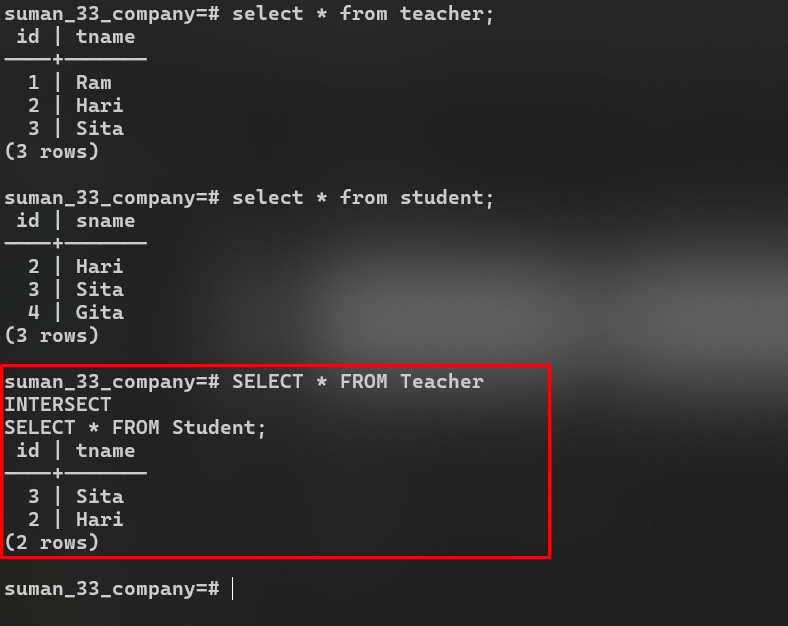 suman_33_company=# select * from teacher;
 id | tname
----+-------
  1 | Ram
  2 | Hari
  3 | Sita
(3 rows)

suman_33_company=# select * from student;
 id | sname
----+-------
  2 | Hari
  3 | Sita
  4 | Gita
(3 rows)

suman_33_company=# SELECT * FROM Teacher
INTERSECT
SELECT * FROM Student;
 id | tname
----+-------
  3 | Sita
  2 | Hari
(2 rows)

suman_33_company=#